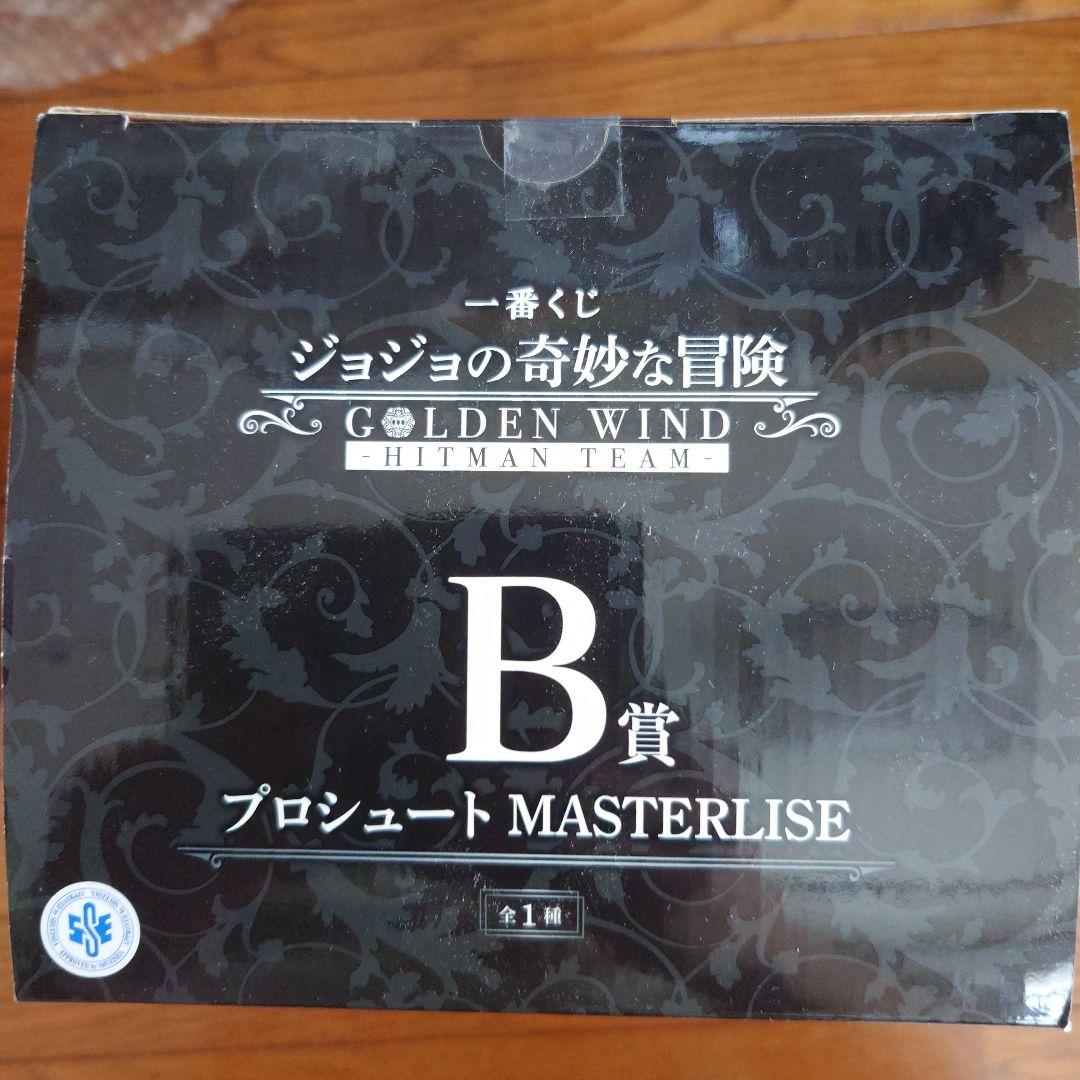 一番くじ
ジョジョの奇妙な冒険
GOLDEN WIND
-HITMAN TEAM-
B賞
プロシュート MASTERLISE
全1種